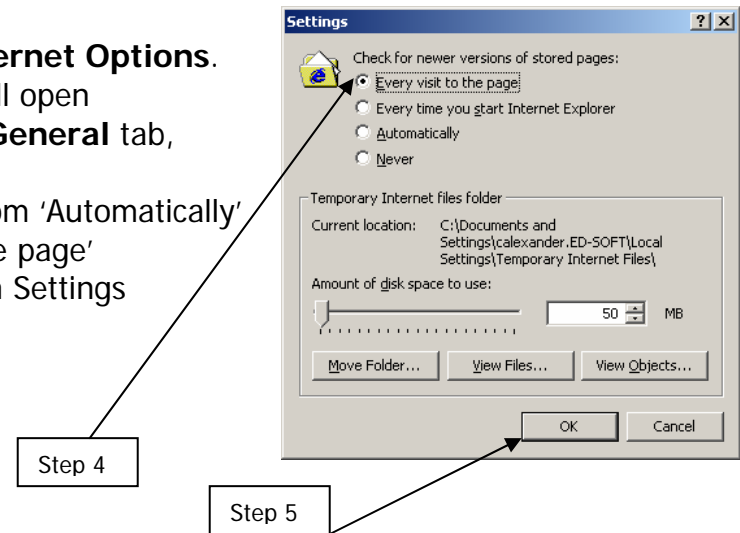 ernet Options.
ll open
General tab,
om ‘Automatically’
e page’
Settings
Settings
Check for newer versions of stored pages:
Every visit to the page
Every time you start Internet Explorer
Automatically
Never
Temporary Internet files folder
Current location: C:\Documents and
Settings\calexander.ED-SOFT\Local
Settings\Temporary Internet Files\
Amount of disk space to use:
50 MB
Move Folder... View Files... View Objects...
OK Cancel
Step 4
Step 5